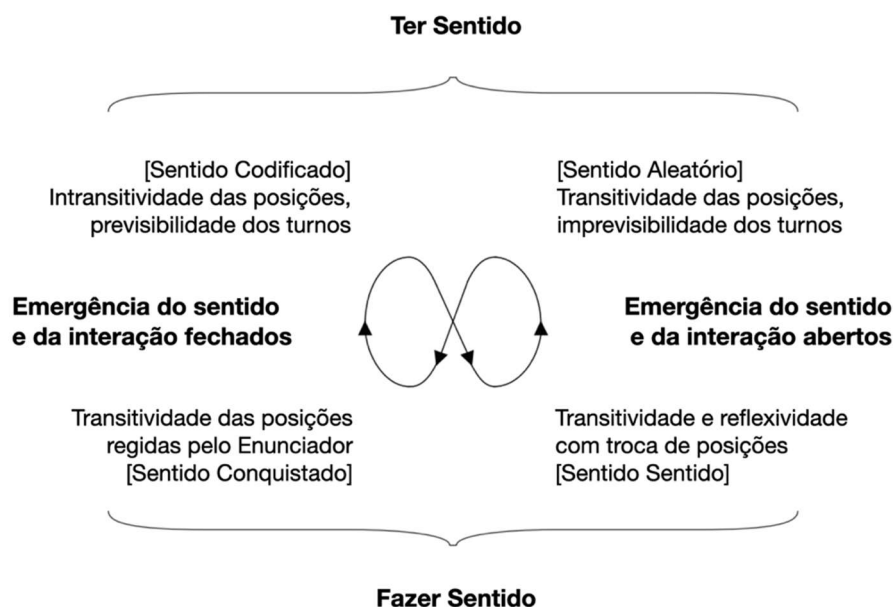 Ter Sentido
[Sentido Codificado]
Intransitividade das posições,
previsibilidade dos turnos
[Sentido Aleatório]
Transitividade das posições,
imprevisibilidade dos turnos
Emergência do sentido
e da interação fechados
Emergência do sentido
e da interação abertos
Transitividade das posições
regidas pelo Enunciador
[Sentido Conquistado]
Transitividade e reflexividade
com troca de posições
[Sentido Sentido]
Fazer Sentido